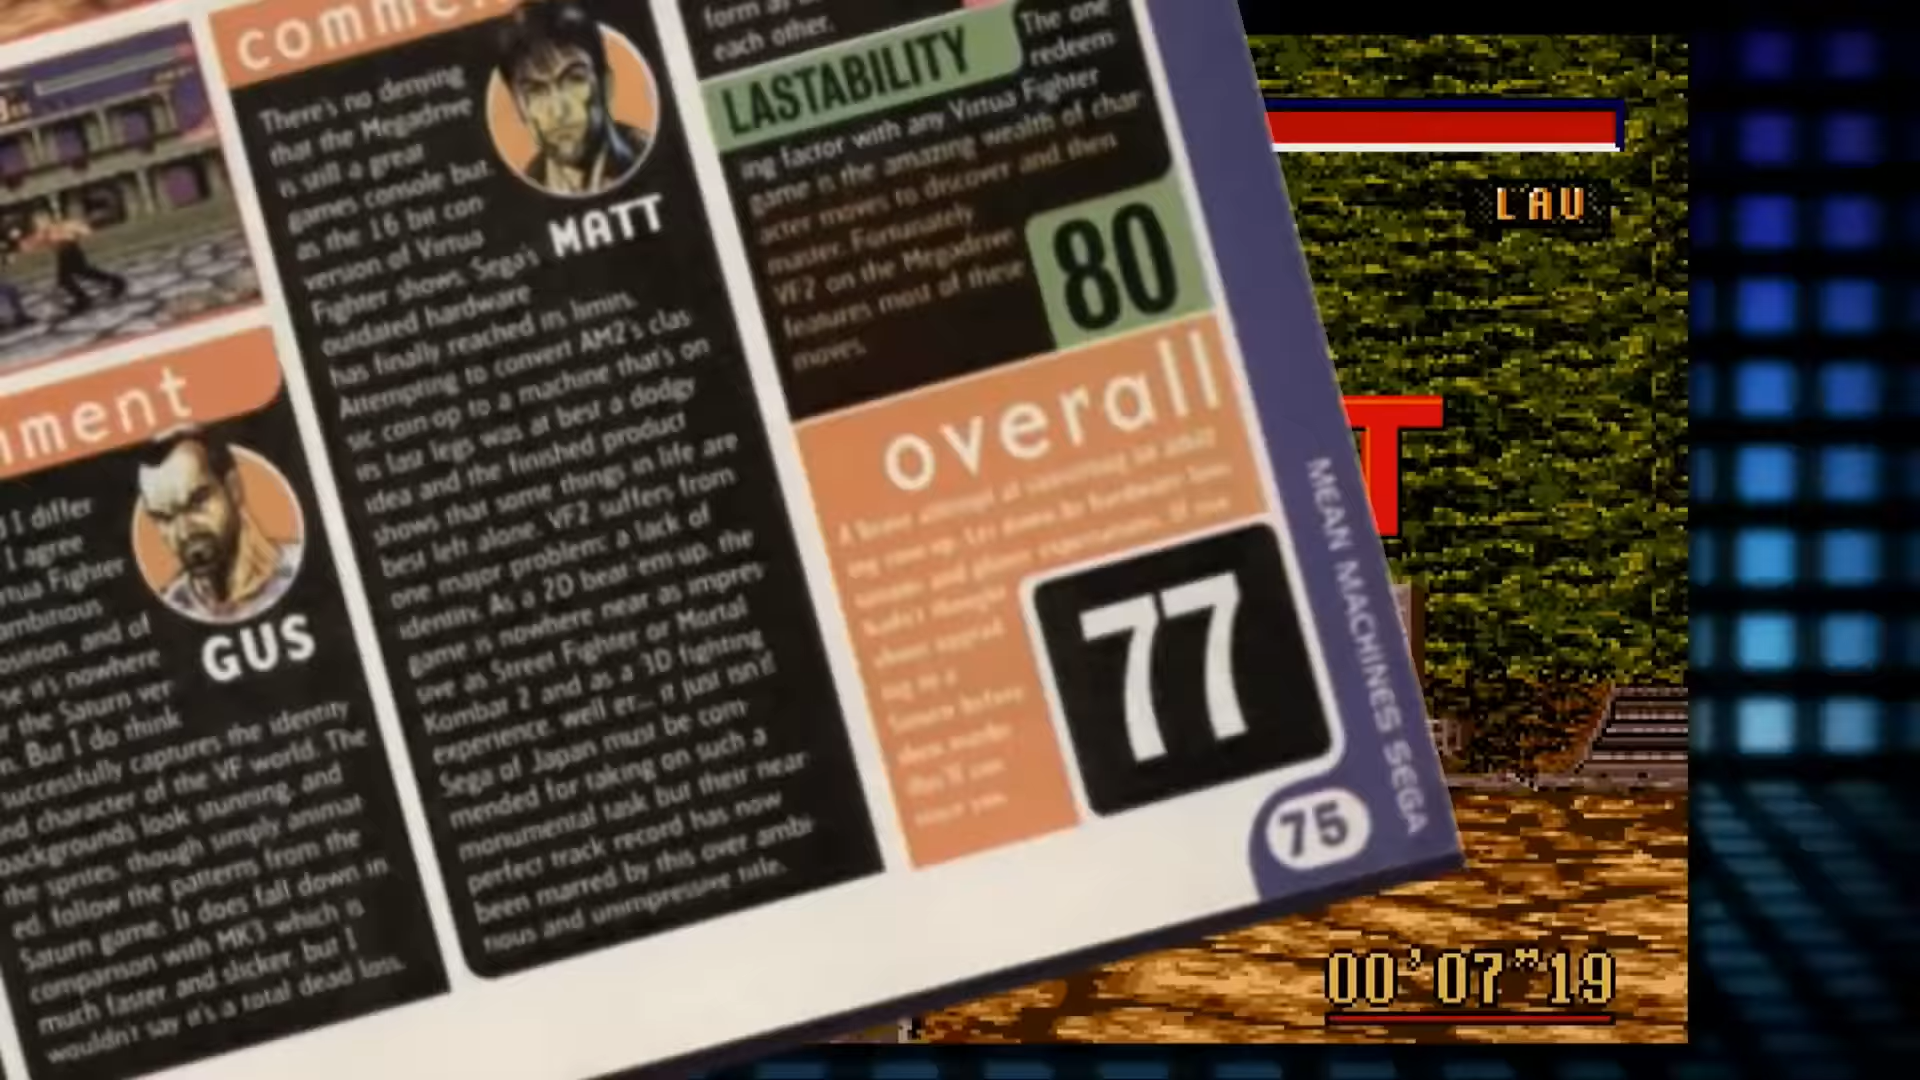 comment
There's no denying
that the Megadrive
is still a great
games console but
as the 16 bit con-
version of Virtua
Fighter shows, Sega's
outdated hardware
has finally reached its limits.
Attempting to convert AM2's clas
sic coin-op to a machine that's on
its last legs was at best a dodgy
idea and the finished product
shows that some things in life are
best left alone. VF2 suffers from
one major problem: a lack of
identity. As a 2D beat 'em up, the
game is nowhere near as impres-
sive as Street Fighter or Mortal
Kombat 2 and as a 3D fighting
experience, well er... it just isn't!
Sega of Japan must be com-
mended for taking on such a
monumental task but their near-
perfect track record has now
been marred by this over ambi-
tious and unimpressive title.
MATT
mment
I differ
I agree
rtua Fighter
ambitious
osition, and of
se it's nowhere
r the Saturn ver
n. But I do think
successfully captures the identity
nd character of the VF world. The
backgrounds look stunning, and
the sprites, though simply animat
ed, follow the patterns from the
Saturn game. It does fall down in
comparison with MK3 which is
much faster and slicker, but I
wouldn't say it's a total dead loss.
GUS
form as
each other.
LASTABILITY
The one
redeem
ing factor with any Virtua Fighter
game is the amazing wealth of char
acter moves to discover and then
master. Fortunately
VF2 on the Megadrive
features most of these
moves.
80
overall
A brave attempt at
77
75
MEAN MACHINES SEGA
LAU
T
00'07"19